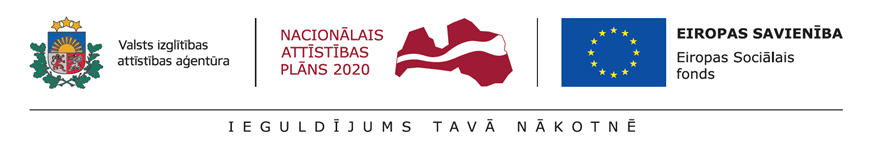 Valsts izglītības
attīstības aģentūra
NACIONĀLAIS
ATTĪSTĪBAS
PLĀNS 2020
EIROPAS SAVIENĪBA
Eiropas Sociālais
fonds
IEGULDĪJUMS TAVĀ NĀKOTNĒ